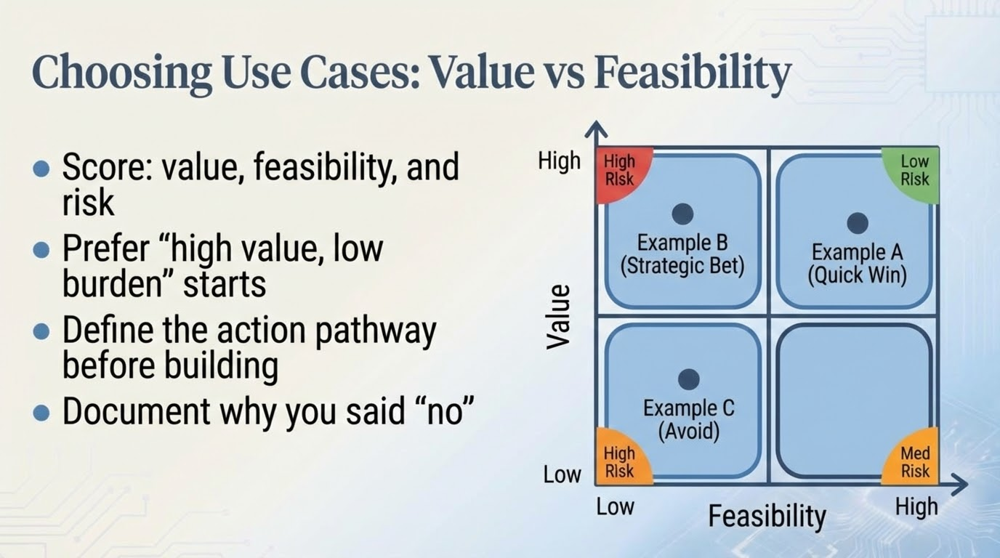 Choosing Use Cases: Value vs Feasibility
Score: value, feasibility, and
risk
Prefer “high value, low
burden” starts
Define the action pathway
before building
Document why you said “no”
High
High
RIsk
Low
Risk
Example B
(Strategic Bet)
Example A
(Quick Win)
Value
Example C
(Avoid)
High
RIsk
Med
Risk
Low
Low
High
Feasibility